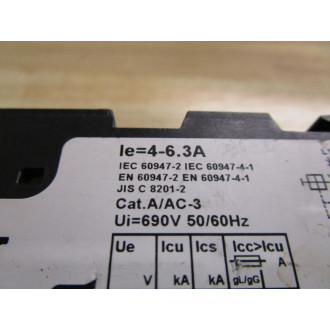 Ie=4-6.3A
IEC 60947-2 IEC 60947-4-1
EN 60947-2 EN 60947-4-1
JIS C 8201-2
Cat.A/AC-3
Ui=690V 50/60Hz
Ue Icu Ics Icc>Icu
V kA kA gL/gG A